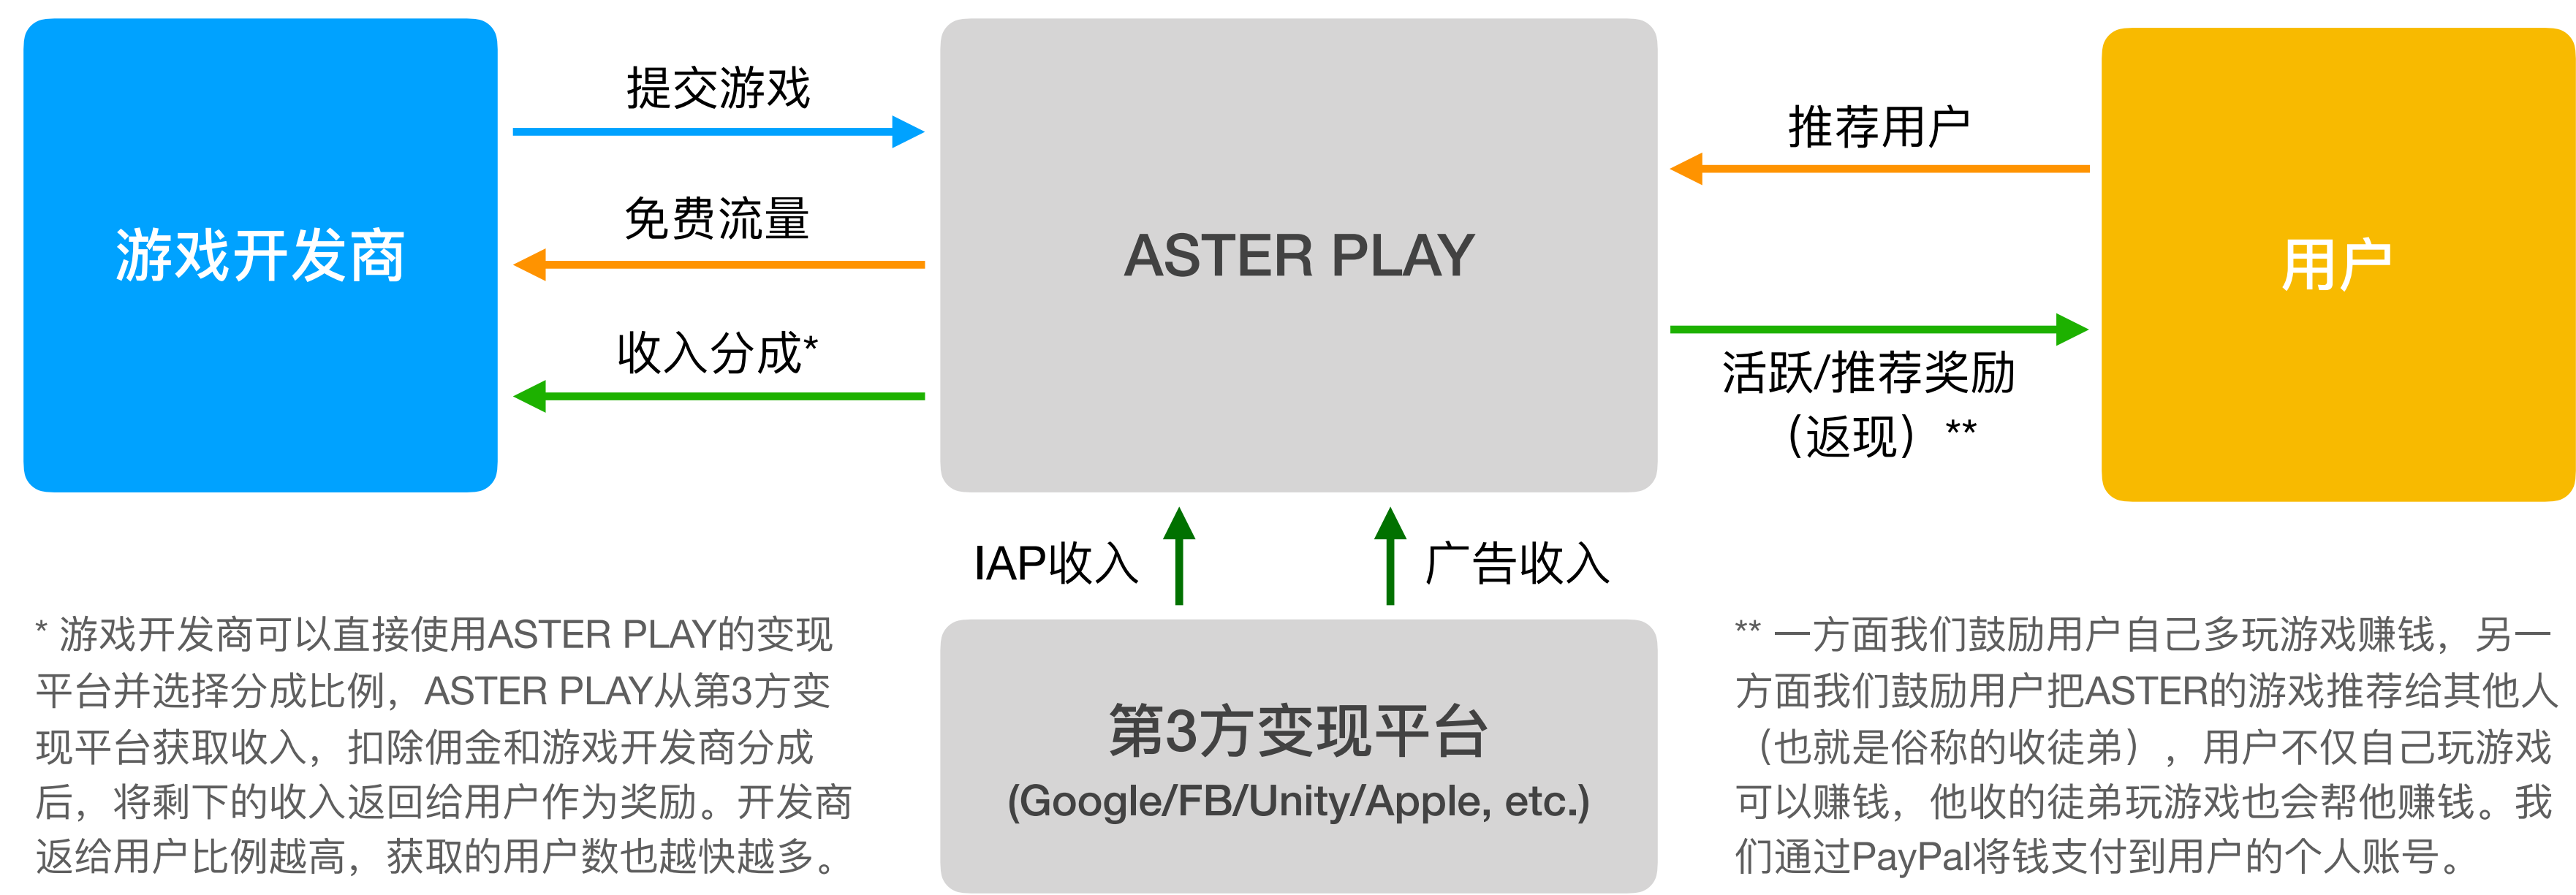 游戏开发商
提交游戏
免费流量
收入分成*
ASTER PLAY
推荐用户
活跃/推荐奖励
（返现）**
用户
IAP收入
广告收入
第3方变现平台
(Google/FB/Unity/Apple, etc.)
* 游戏开发商可以直接使用ASTER PLAY的变现
平台并选择分成比例，ASTER PLAY从第3方变
现平台获取收入，扣除佣金和游戏开发商分成
后，将剩下的收入返回给用户作为奖励。开发商
返给用户比例越高，获取的用户数也越快越多。
** 一方面我们鼓励用户自己多玩游戏赚钱，另一
方面我们鼓励用户把ASTER的游戏推荐给其他人
（也就是俗称的收徒弟），用户不仅自己玩游戏
可以赚钱，他收的徒弟玩游戏也会帮他赚钱。我
们通过PayPal将钱支付到用户的个人账号。